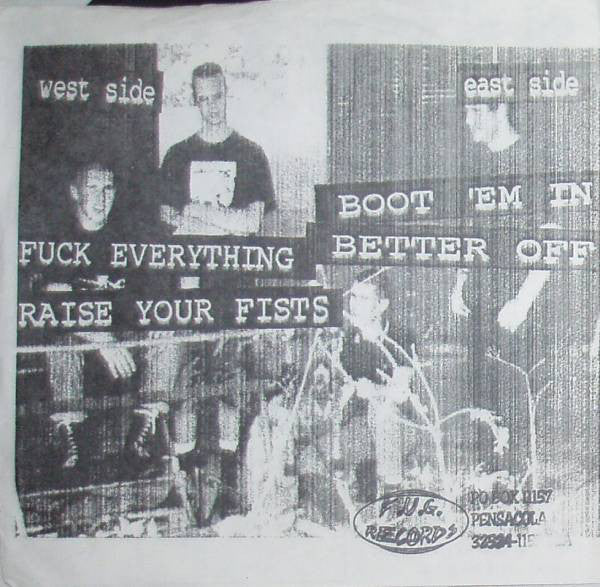 west side
FUCK EVERYTHING
RAISE YOUR FISTS
east side
BOOT 'EM IN
BETTER OFF
F.U.G.
RECORDS
PO BOX 1157
PENSACOLA